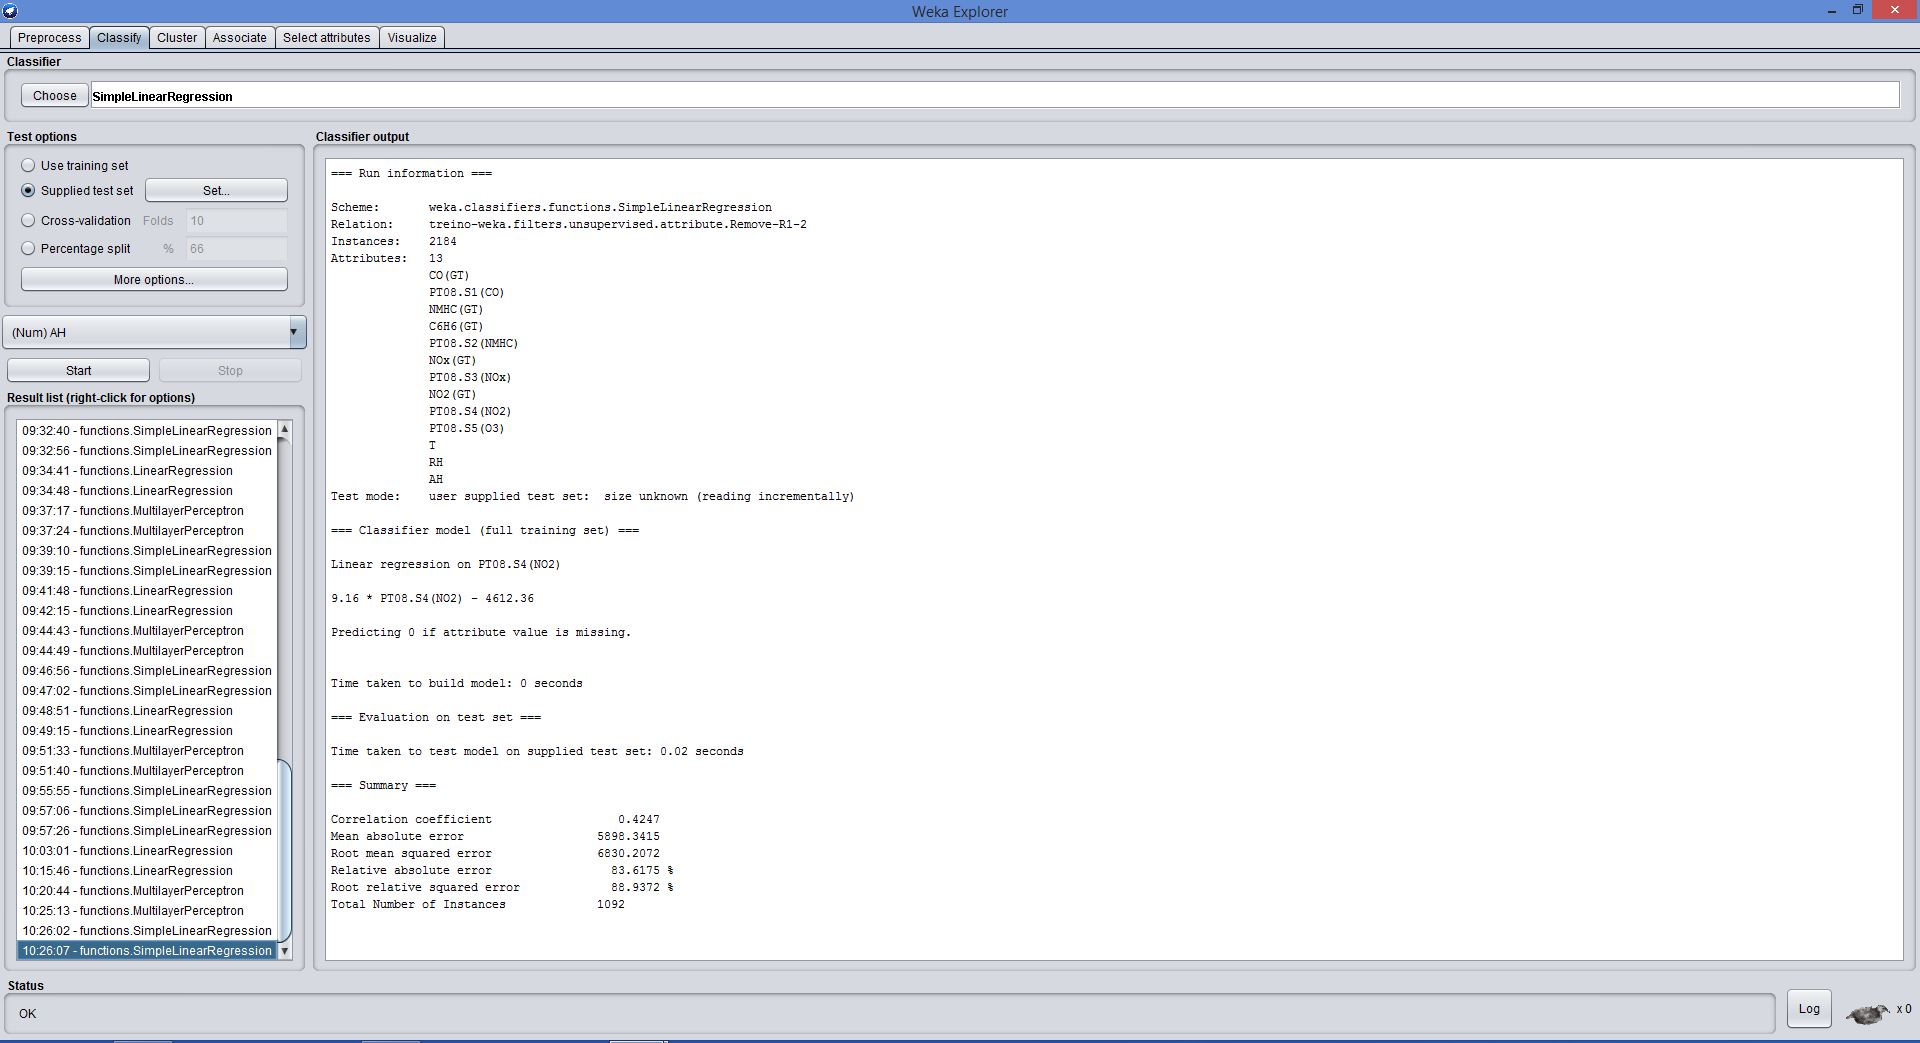 Weka Explorer
Preprocess Classify Cluster Associate Select attributes Visualize
Classifier
Choose SimpleLinearRegression
Test options
Use training set
Supplied test set Set...
Cross-validation Folds 10
Percentage split % 66
More options...
(Num) AH
Start Stop
Result list (right-click for options)
09:32:40 - functions.SimpleLinearRegression
09:32:56 - functions.SimpleLinearRegression
09:34:41 - functions.LinearRegression
09:34:48 - functions.LinearRegression
09:37:17 - functions.MultilayerPerceptron
09:37:24 - functions.MultilayerPerceptron
09:39:10 - functions.SimpleLinearRegression
09:39:15 - functions.SimpleLinearRegression
09:41:48 - functions.LinearRegression
09:42:15 - functions.LinearRegression
09:44:43 - functions.MultilayerPerceptron
09:44:49 - functions.MultilayerPerceptron
09:46:56 - functions.SimpleLinearRegression
09:47:02 - functions.SimpleLinearRegression
09:48:51 - functions.LinearRegression
09:49:15 - functions.LinearRegression
09:51:33 - functions.MultilayerPerceptron
09:51:40 - functions.MultilayerPerceptron
09:55:55 - functions.SimpleLinearRegression
09:57:06 - functions.SimpleLinearRegression
09:57:26 - functions.SimpleLinearRegression
10:03:01 - functions.LinearRegression
10:15:46 - functions.LinearRegression
10:20:44 - functions.MultilayerPerceptron
10:25:13 - functions.MultilayerPerceptron
10:26:02 - functions.SimpleLinearRegression
10:26:07 - functions.SimpleLinearRegression
Classifier output
=== Run information ===
Scheme: weka.classifiers.functions.SimpleLinearRegression
Relation: treino-weka.filters.unsupervised.attribute.Remove-R1-2
Instances: 2184
Attributes: 13
CO(GT)
PT08.S1(CO)
NMHC(GT)
C6H6(GT)
PT08.S2(NMHC)
NOx(GT)
PT08.S3(NOx)
NO2(GT)
PT08.S4(NO2)
PT08.S5(O3)
T
RH
AH
Test mode: user supplied test set: size unknown (reading incrementally)
=== Classifier model (full training set) ===
Linear regression on PT08.S4(NO2)
9.16 * PT08.S4(NO2) - 4612.36
Predicting 0 if attribute value is missing.
Time taken to build model: 0 seconds
=== Evaluation on test set ===
Time taken to test model on supplied test set: 0.02 seconds
=== Summary ===
Correlation coefficient 0.4247
Mean absolute error 5898.3415
Root mean squared error 6830.2072
Relative absolute error 83.6175 %
Root relative squared error 88.9372 %
Total Number of Instances 1092
Status
OK
Log x 0